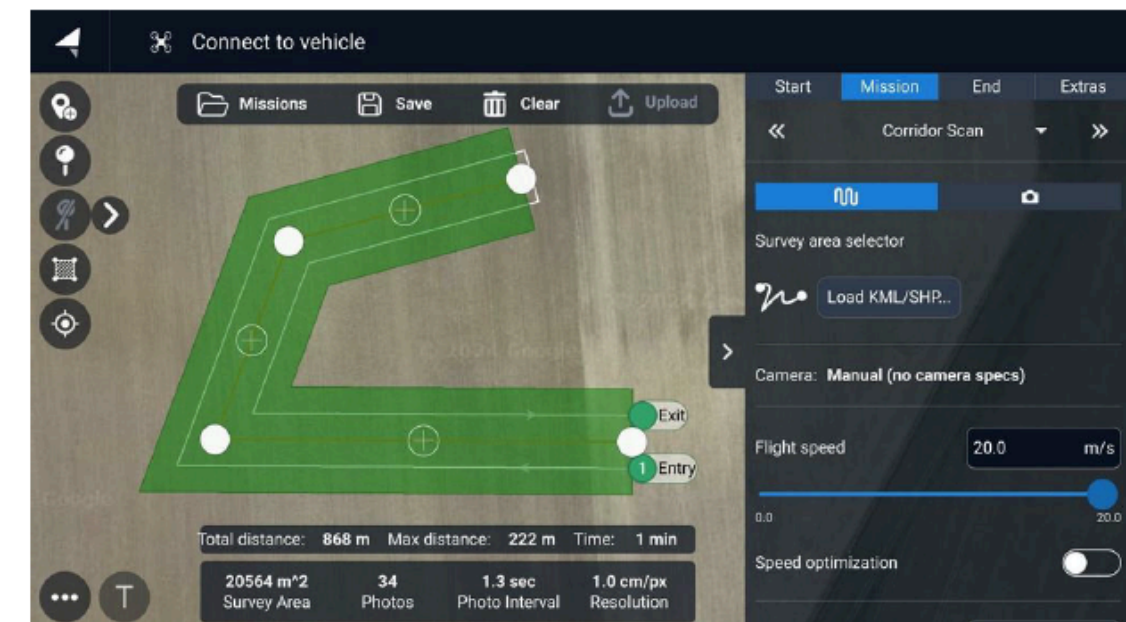 Connect to vehicle
Missions Save Clear Upload
Start Mission End Extras
Corridor Scan
Survey area selector
Load KML/SHP...
© 2024 Google
Camera: Manual (no camera specs)
Exit
Flight speed 20.0 m/s
1 Entry
0.0 20.0
Google
Total distance: 868 m Max distance: 222 m Time: 1 min
Speed optimization
20564 m^2 34 1.3 sec 1.0 cm/px
Survey Area Photos Photo Interval Resolution
T